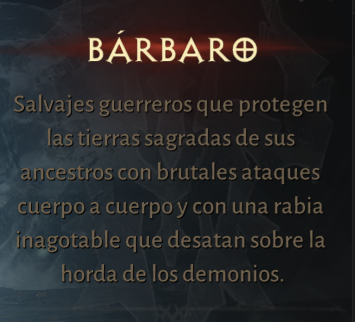 BÁRBARO
Salvajes guerreros que protegen
las tierras sagradas de sus
ancestros con brutales ataques
cuerpo a cuerpo y con una rabia
inagotable que desatan sobre la
horda de los demonios.